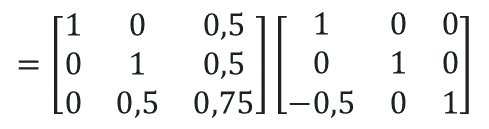 = [1 0 0,5] [1 0 0]
[0 1 0,5] [0 1 0]
[0 0,5 0,75] [−0,5 0 1]